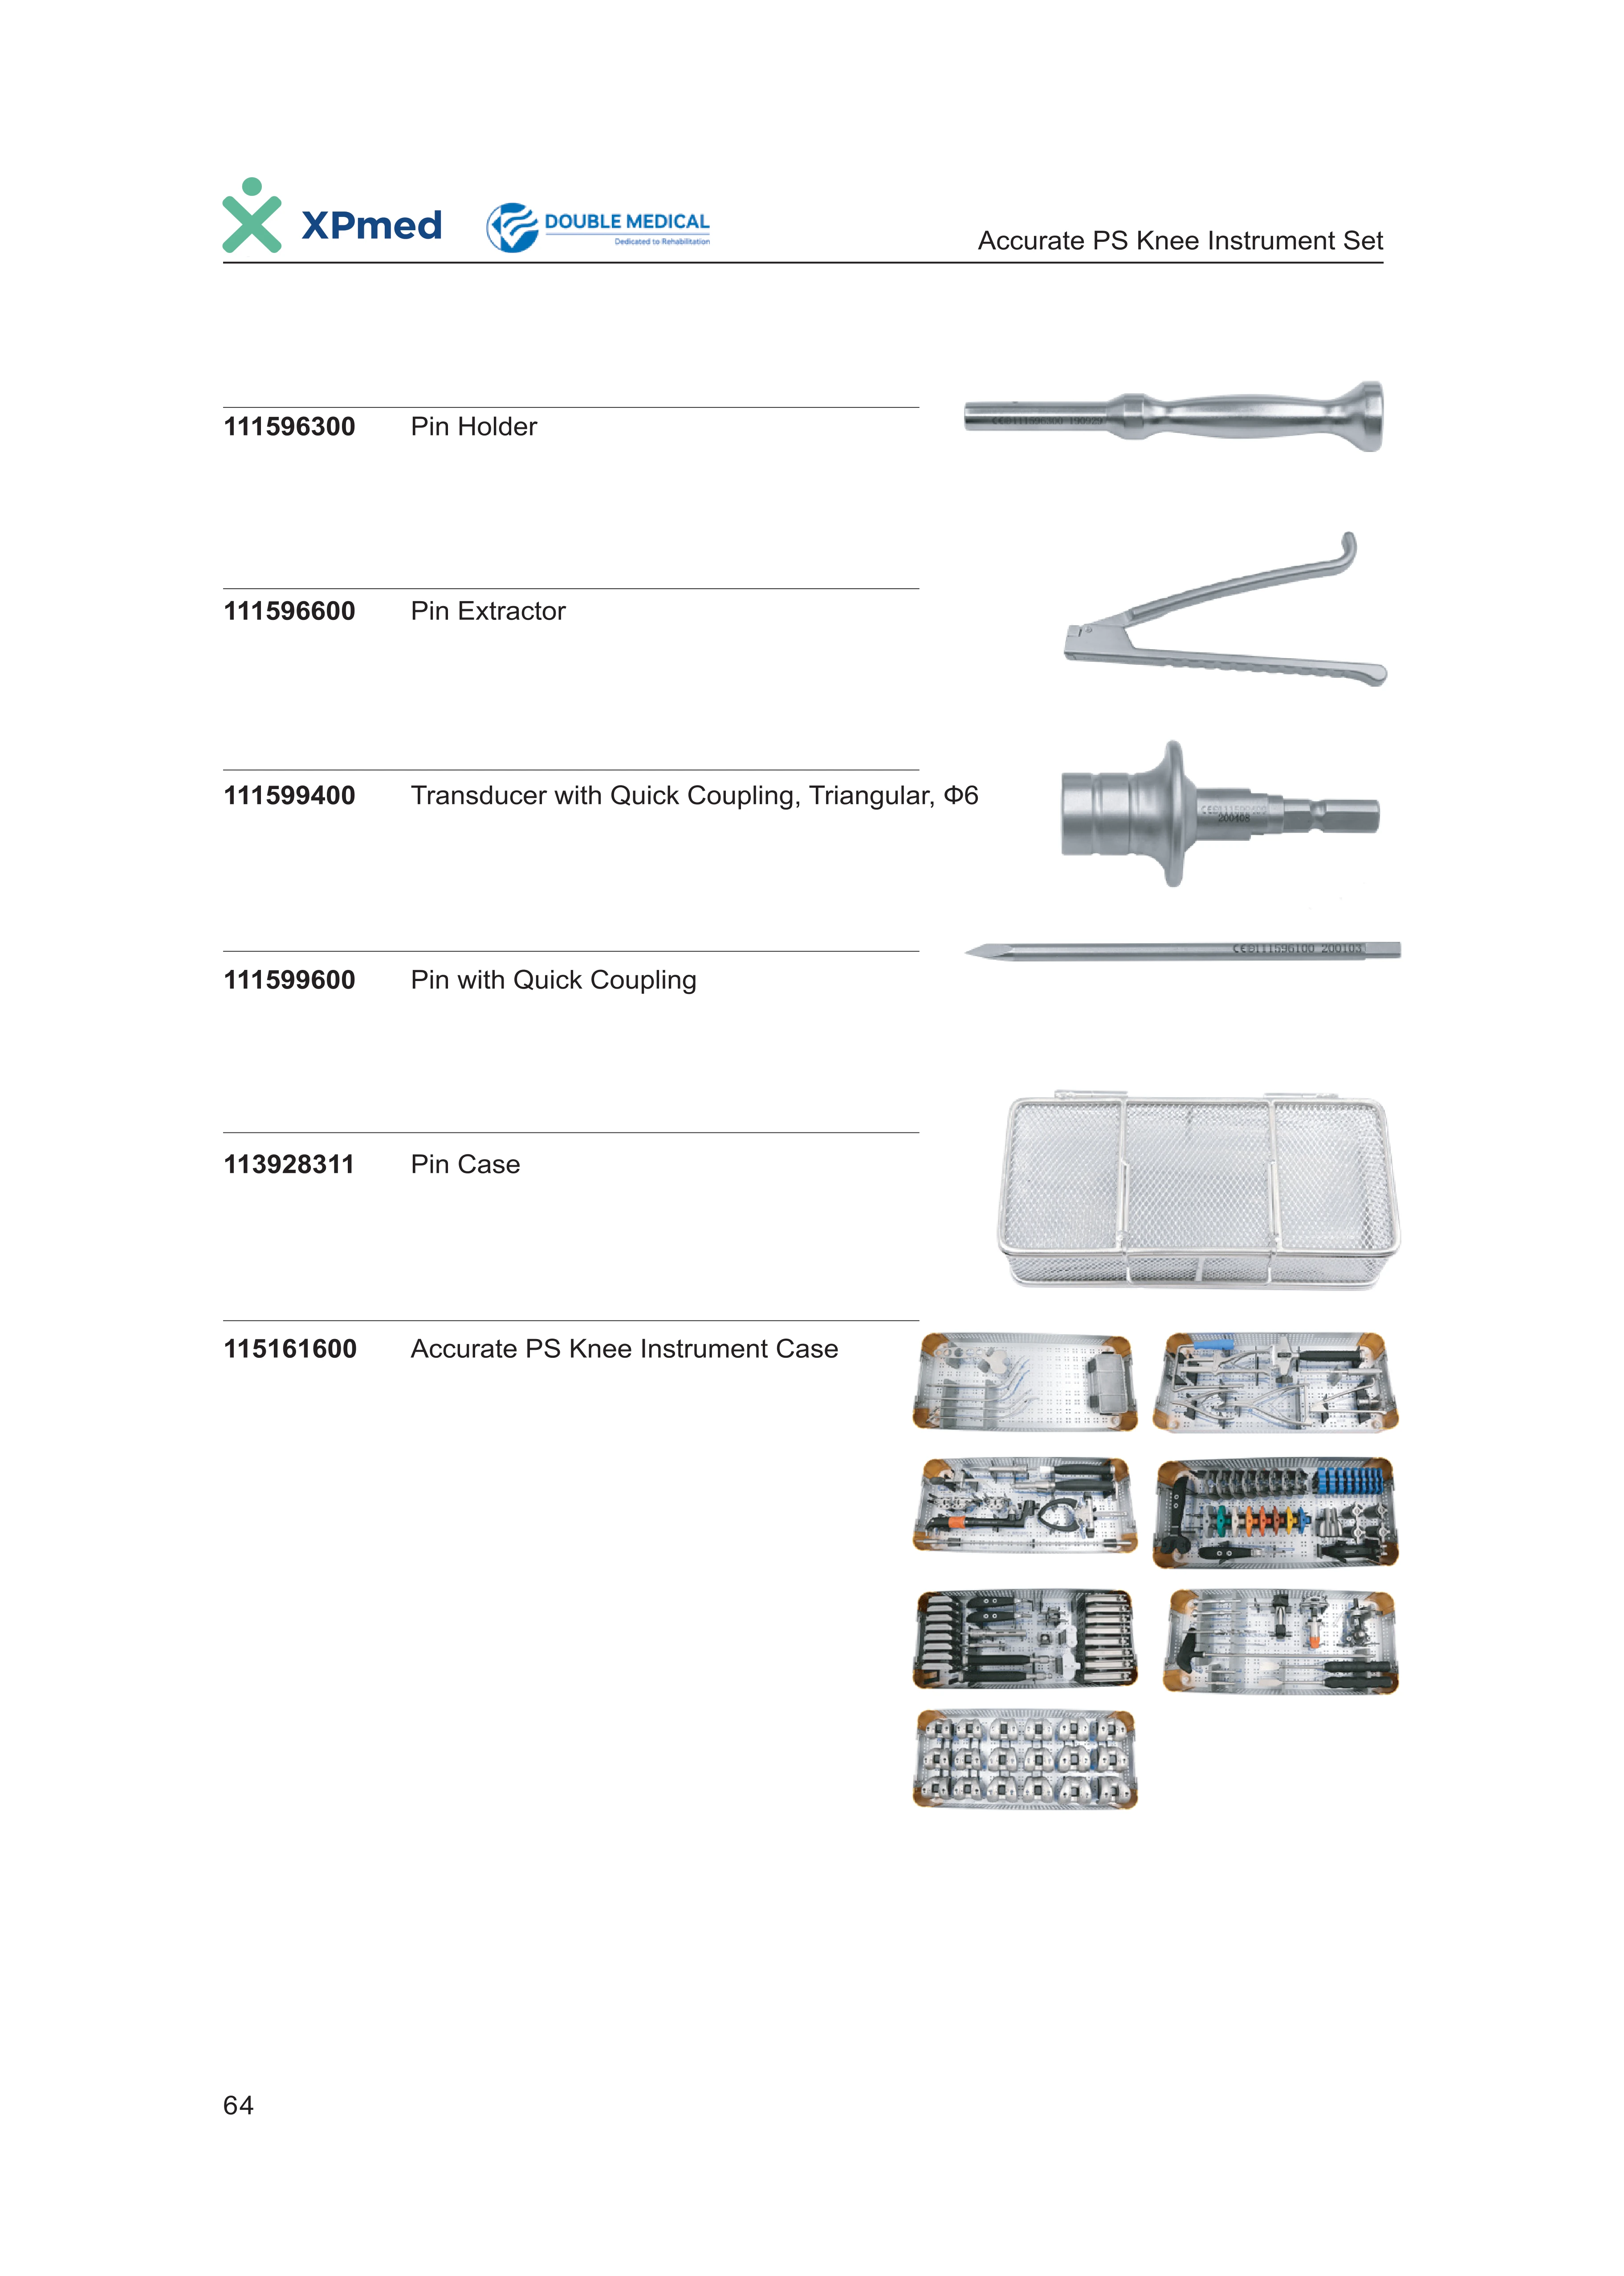 XPmed
DOUBLE MEDICAL
Dedicated to Rehabilitation
Accurate PS Knee Instrument Set
111596300 Pin Holder
111596600 Pin Extractor
111599400 Transducer with Quick Coupling, Triangular, Φ6
200408
111599600 Pin with Quick Coupling
113928311 Pin Case
115161600 Accurate PS Knee Instrument Case
64